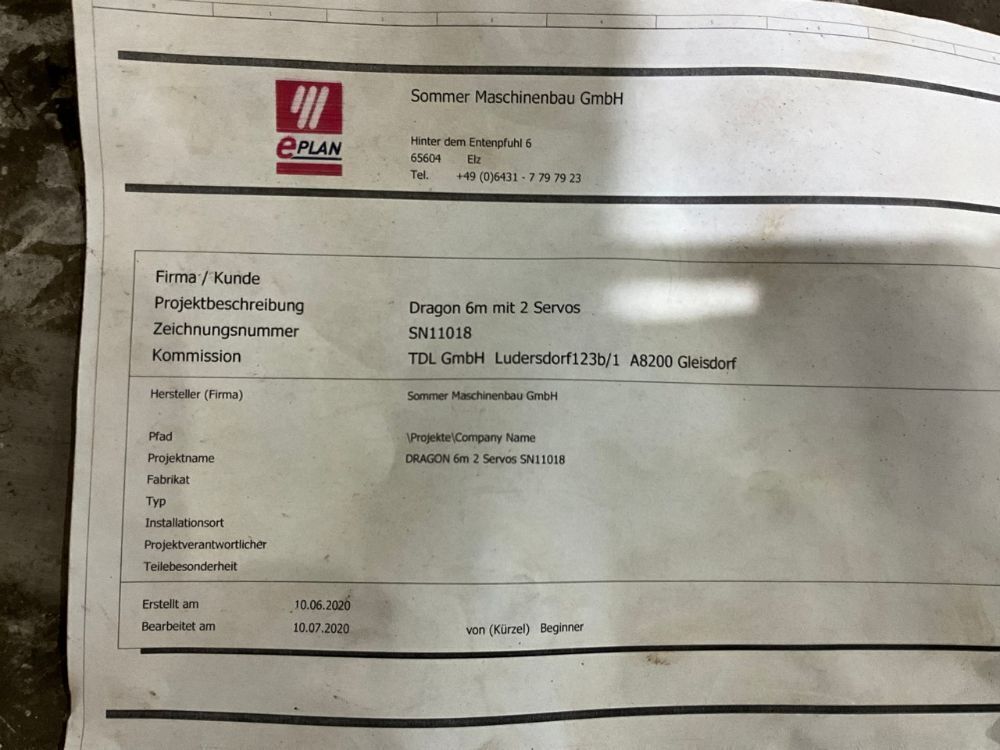 Sommer Maschinenbau GmbH
ePLAN
Hinter dem Entenpfuhl 6
65604 Elz
Tel. +49 (0)6431 - 7 79 79 23
Firma / Kunde
Projektbeschreibung Dragon 6m mit 2 Servos
Zeichnungsnummer SN11018
Kommission TDL GmbH Ludersdorf123b/1 A8200 Gleisdorf
Hersteller (Firma) Sommer Maschinenbau GmbH
Pfad \Projekte\Company Name
Projektname DRAGON 6m 2 Servos SN11018
Fabrikat
Typ
Installationsort
Projektverantwortlicher
Teilebesonderheit
Erstellt am 10.06.2020
Bearbeitet am 10.07.2020 von (Kürzel) Beginner